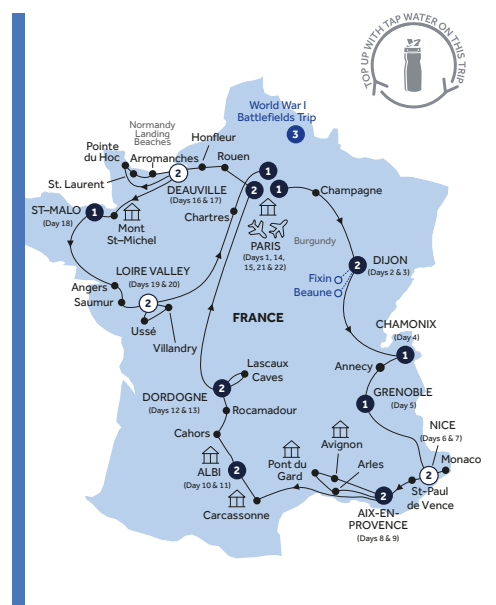 TOP UP WITH TAP WATER ON THIS TRIP
World War I
Battlefields Trip
3
Normandy
Landing
Beaches
Honfleur
Pointe
du Hoc
Arromanches
Rouen
St. Laurent
2
DEAUVILLE
(Days 16 & 17)
1
2
1
Champagne
ST–MALO
(Day 18)
1
Mont
St–Michel
Chartres
PARIS
(Days 1, 14,
15, 21 & 22)
Burgundy
2
DIJON
(Days 2 & 3)
Fixin
Beaune
LOIRE VALLEY
(Days 19 & 20)
Angers
Saumur
2
Ussé
Villandry
FRANCE
CHAMONIX
(Day 4)
1
Annecy
Lascaux
Caves
2
DORDOGNE
(Days 12 & 13)
Rocamadour
GRENOBLE
(Day 5)
1
Cahors
NICE
(Days 6 & 7)
Monaco
2
St–Paul
de Vence
Avignon
Pont du
Gard
Arles
ALBI
(Day 10 & 11)
2
Carcassonne
2
AIX-EN-
PROVENCE
(Days 8 & 9)